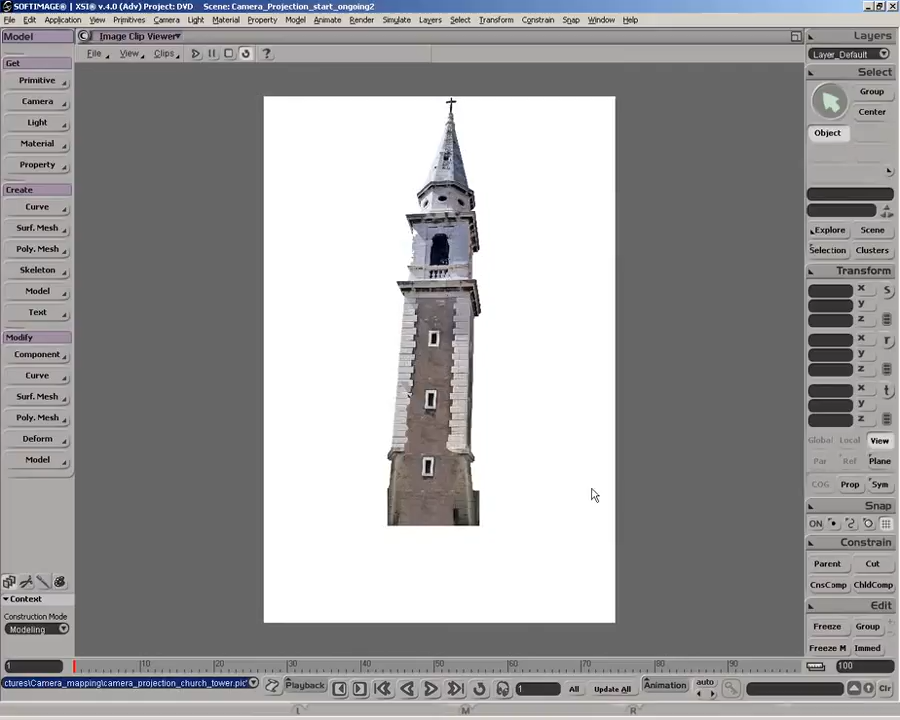 SOFTIMAGE® | XSI® v.4.0 (Adv) Project: DVD Scene: Camera_Projection_start_ongoing2
File Edit Application View Primitives Camera Light Material Property Model Animate Render Simulate Layers Select Transform Constrain Snap Window Help
Model
Image Clip Viewer
File View Clips ?
Get
Primitive
Camera
Light
Material
Property
Create
Curve
Surf. Mesh
Poly. Mesh
Skeleton
Model
Text
Modify
Component
Curve
Surf. Mesh
Poly. Mesh
Deform
Model
Context
Construction Mode
Modeling
Layers
Layer_Default
Select
Group
Center
Object
Explore Scene
Selection Clusters
Transform
x s
y
z
x r
y
z
x t
y
z
Global Local View
Par Ref Plane
COG Prop Sym
Snap
ON
Constrain
Parent Cut
CnsComp ChldComp
Edit
Freeze Group
Freeze M Immed
1 10 20 30 40 50 60 70 80 90 100
ctures\Camera_mapping\camera_projection_church_tower.pic'
Playback 1 All Update All Animation auto Clr
L M R